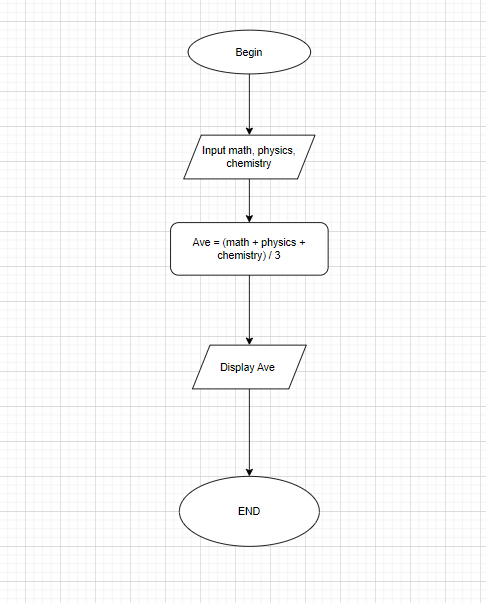 Begin
Input math, physics,
chemistry
Ave = (math + physics +
chemistry) / 3
Display Ave
END